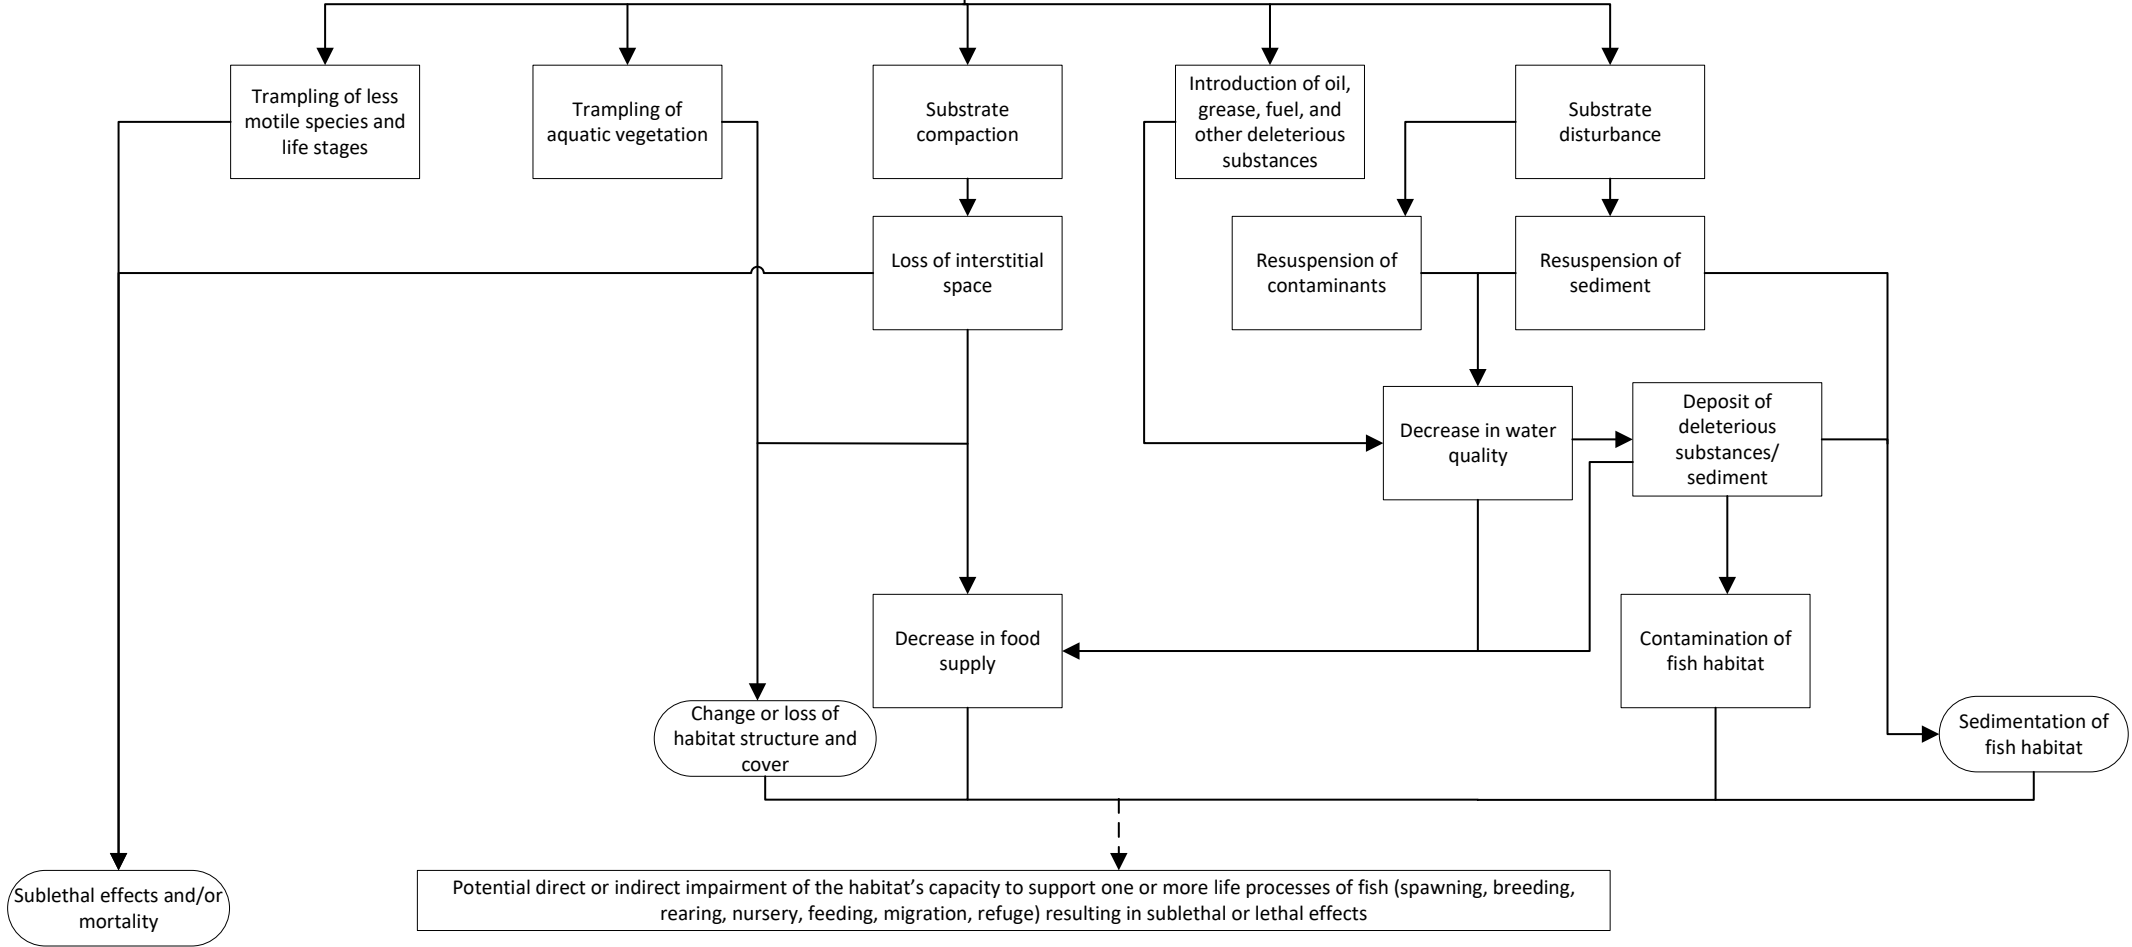 Trampling of less
motile species and
life stages
Trampling of
aquatic vegetation
Substrate
compaction
Introduction of oil,
grease, fuel, and
other deleterious
substances
Substrate
disturbance
Loss of interstitial
space
Resuspension of
contaminants
Resuspension of
sediment
Decrease in water
quality
Deposit of
deleterious
substances/
sediment
Decrease in food
supply
Contamination of
fish habitat
Change or loss of
habitat structure and
cover
Sedimentation of
fish habitat
Sublethal effects and/or
mortality
Potential direct or indirect impairment of the habitat’s capacity to support one or more life processes of fish (spawning, breeding,
rearing, nursery, feeding, migration, refuge) resulting in sublethal or lethal effects